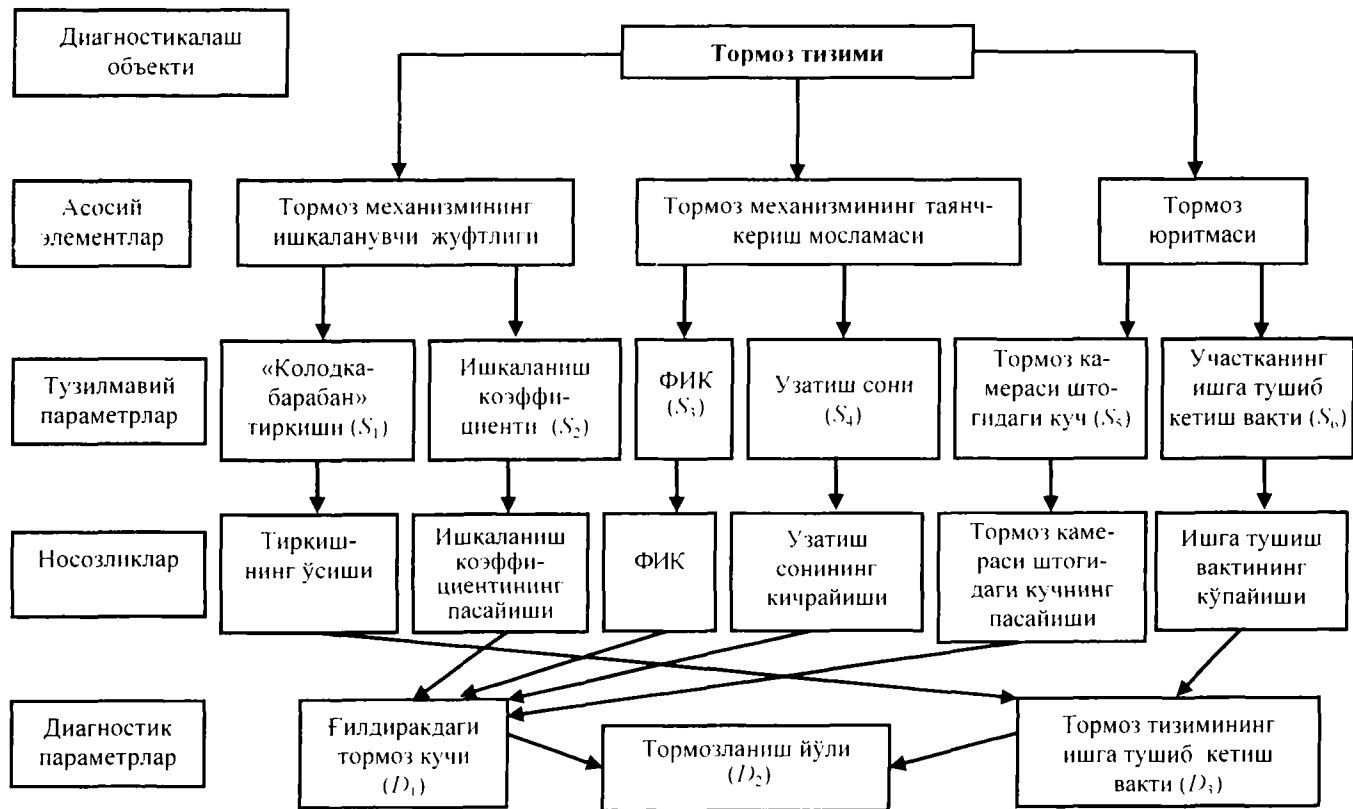 Диагностикалаш
объекти
Тормоз тизими
Асосий
элементлар
Тормоз механизмининг
ишқаланувчи жуфтлиги
Тормоз механизмининг таянч-
кериш мосламаси
Тормоз
юритмаси
Тузилмавий
параметрлар
«Колодка-
барабан»
тиркиши (S₁)
Ишкаланиш
коэффи-
циенти (S₂)
ФИК
(S₃)
Узатиш сони
(S₄)
Тормоз ка-
мераси што-
гидаги куч (S₅)
Участканинг
ишга тушиб
кетиш вакти (S₆)
Носозликлар
Тиркиш-
нинг ўсиши
Ишқаланиш
коэффи-
циентининг
пасайиши
ФИК
Узатиш
сонининг
кичрайиши
Тормоз каме-
раси штоги-
даги кучнинг
пасайиши
Ишга тушиш
вактининг
кўпайиши
Диагностик
параметрлар
Ғилдиракдаги
тормоз кучи
(D₁)
Тормозланиш йўли
(D₂)
Тормоз тизимининг
ишга тушиб кетиш
вакти (D₃)